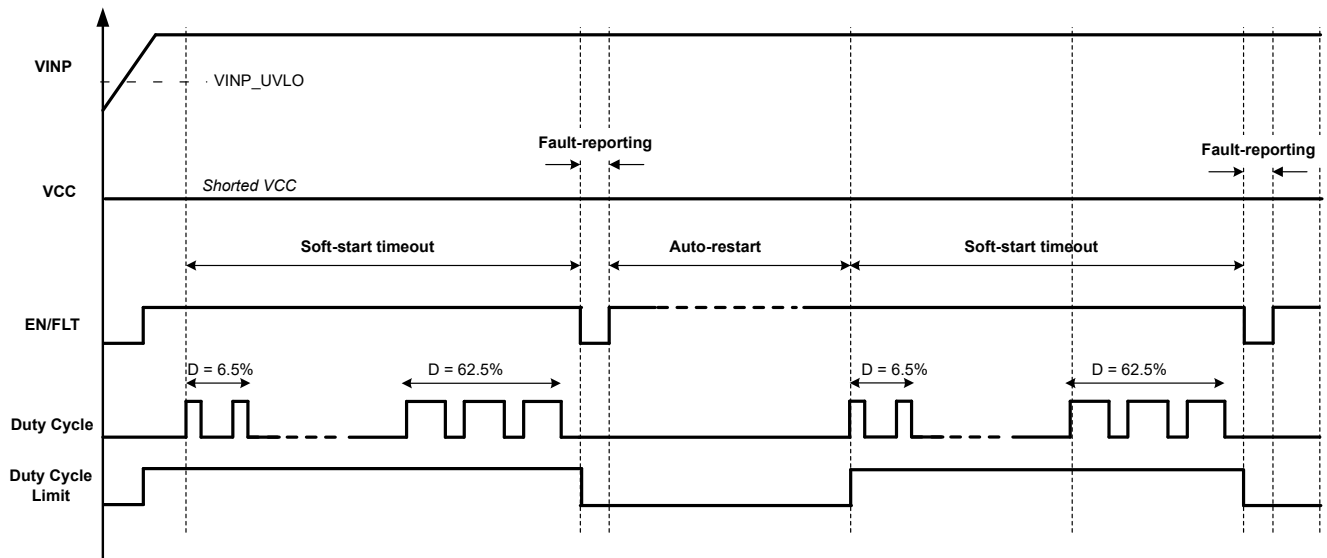 VINP
VINP_UVLO
Fault-reporting
Fault-reporting
VCC
Shorted VCC
Soft-start timeout
Auto-restart
Soft-start timeout
EN/FLT
D = 6.5%
D = 62.5%
D = 6.5%
D = 62.5%
Duty Cycle
Duty Cycle
Limit